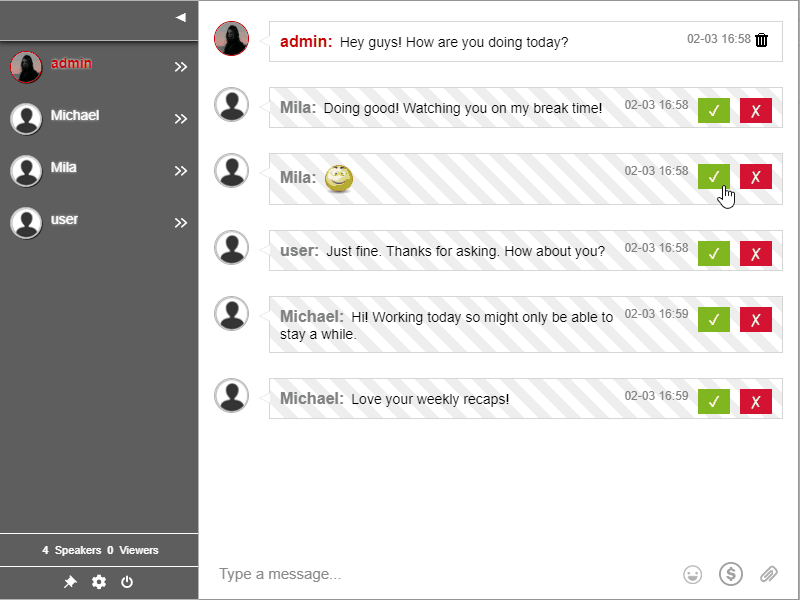 admin
Michael
Mila
user
4 Speakers 0 Viewers
admin: Hey guys! How are you doing today? 02-03 16:58
Mila: Doing good! Watching you on my break time! 02-03 16:58 ✓ ✗
Mila: 02-03 16:58 ✓ ✗
user: Just fine. Thanks for asking. How about you? 02-03 16:58 ✓ ✗
Michael: Hi! Working today so might only be able to 02-03 16:59 ✓ ✗
stay a while.
Michael: Love your weekly recaps! 02-03 16:59 ✓ ✗
Type a message...